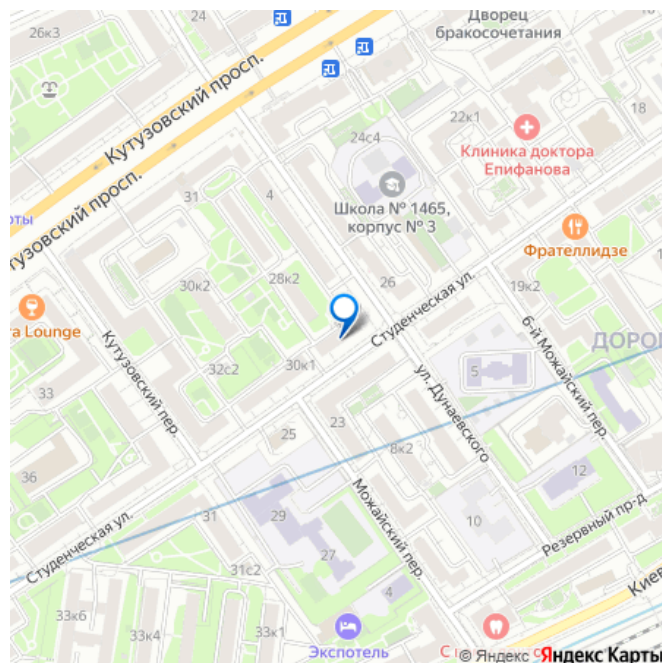 24
Дворец
бракосочетания
26к3
Кутузовский просп.
22к1
24с4
Клиника доктора
Епифанова
18
31
4
Школа № 1465,
корпус № 3
Фрателлидзе
28к2
26
30к2
19к2
Студенческая ул.
Lounge
6-й Можайский пер.
Кутузовский пер.
30к1
32с2
5
ул. Дунаевского
33
23
25
8к2
36
12
Можайский пер.
31
29
10
Резервный пр-д
Студенческая ул.
27
31с2
4
33к6
33к4
33к1
Экспотель
© Яндекс
Яндекс Карты